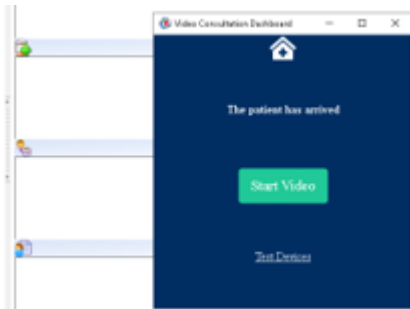 Video Consultation Dashboard
The patient has arrived
Start Video
Test Devices